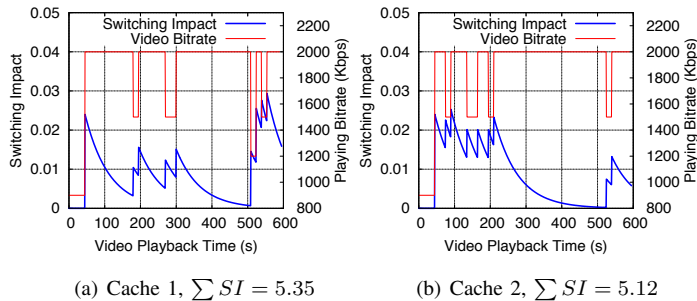 Switching Impact
Video Bitrate
0.05
0.04
0.03
0.02
0.01
0
Switching Impact
2200
2000
1800
1600
1400
1200
1000
800
Playing Bitrate (Kbps)
0 100 200 300 400 500 600
Video Playback Time (s)
(a) Cache 1, ∑ SI = 5.35
Switching Impact
Video Bitrate
0.05
0.04
0.03
0.02
0.01
0
Switching Impact
2200
2000
1800
1600
1400
1200
1000
800
Playing Bitrate (Kbps)
0 100 200 300 400 500 600
Video Playback Time (s)
(b) Cache 2, ∑ SI = 5.12